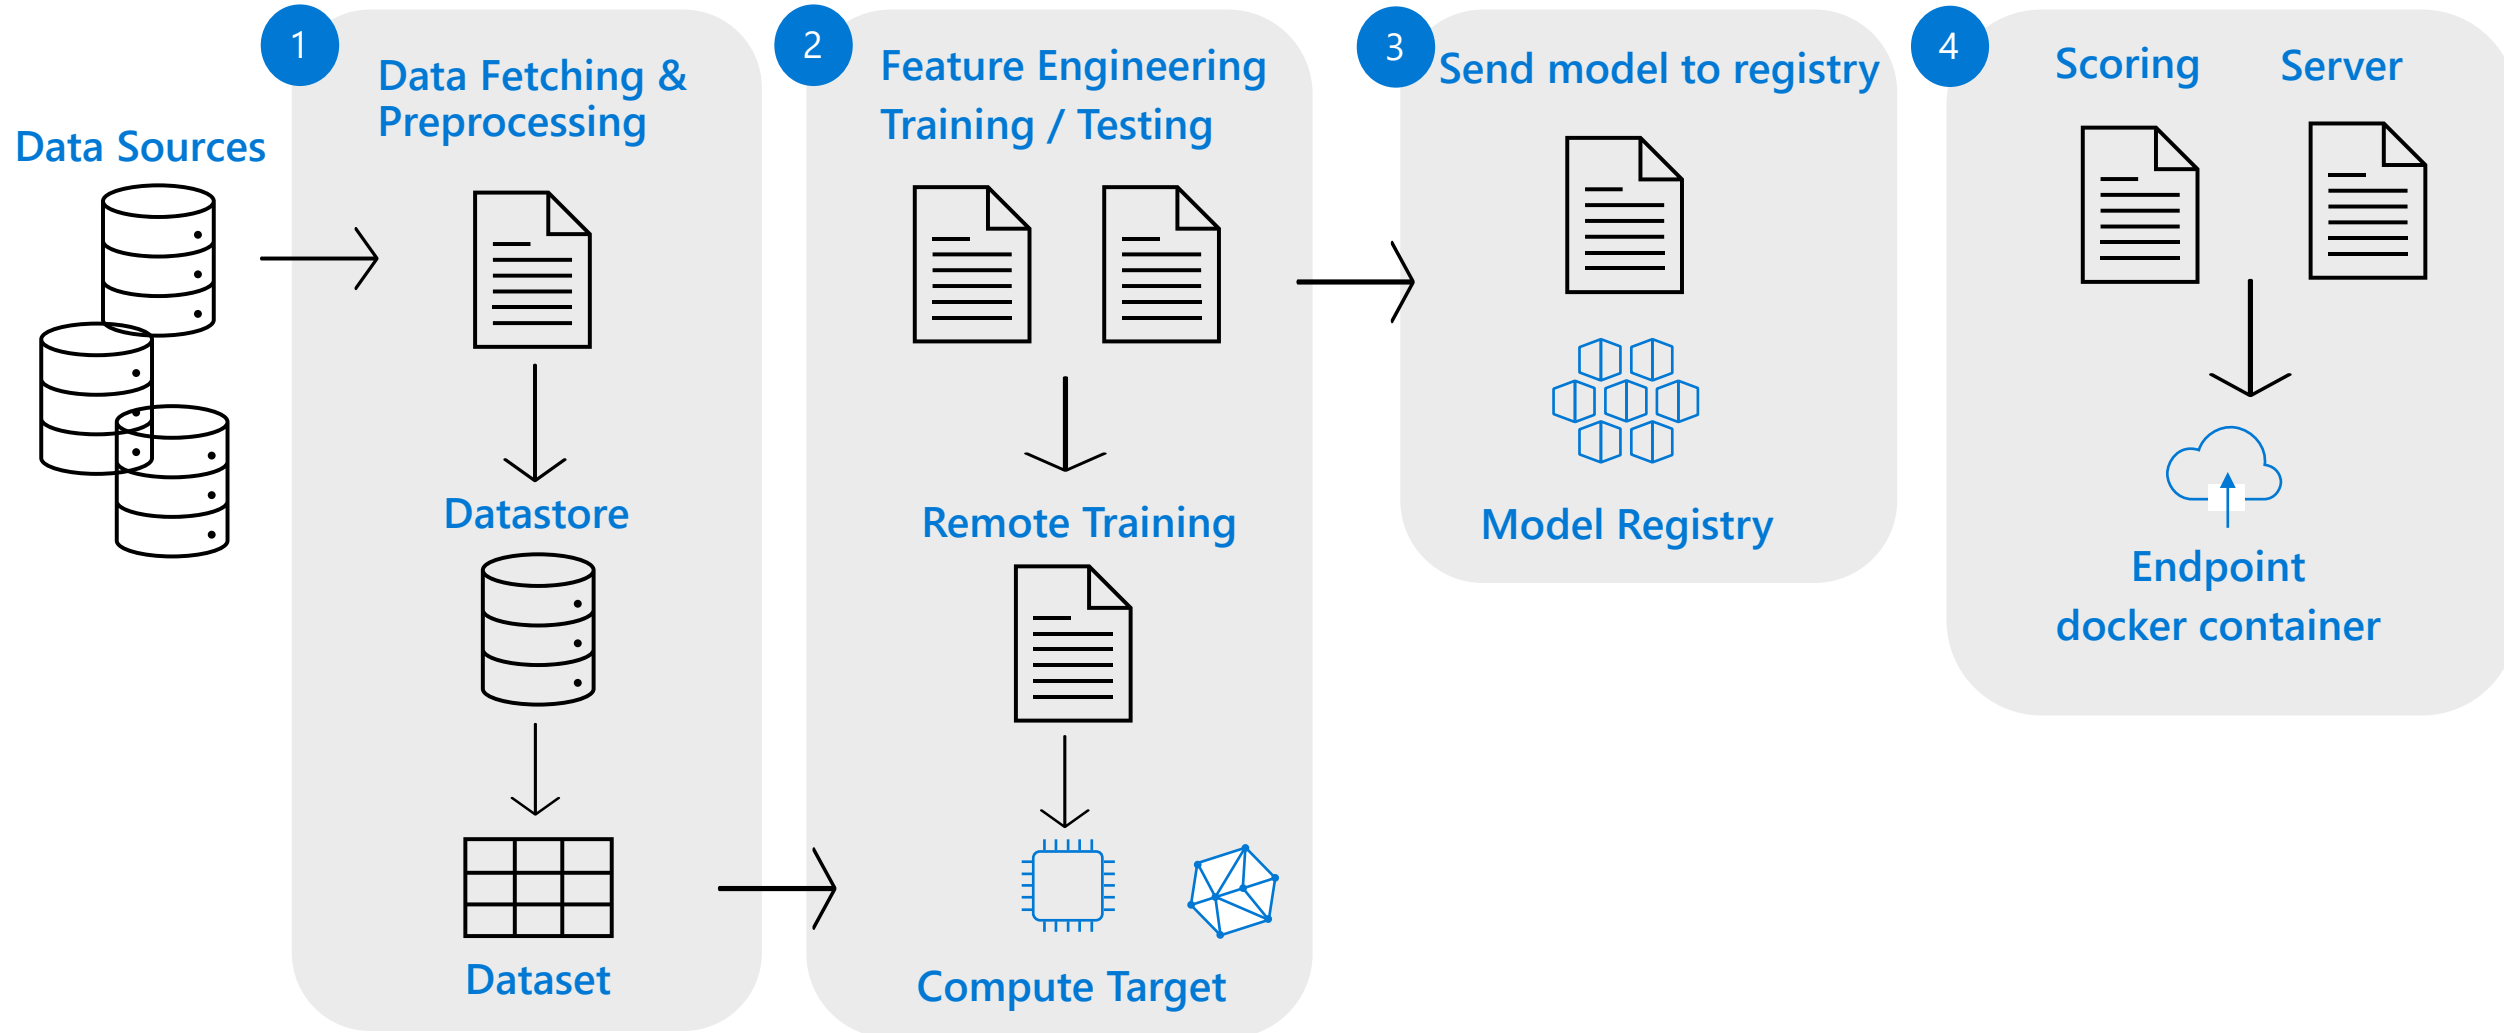 Data Sources
1
Data Fetching &
Preprocessing
Datastore
Dataset
2
Feature Engineering
Training / Testing
Remote Training
Compute Target
3
Send model to registry
Model Registry
4
Scoring
Server
Endpoint
docker container